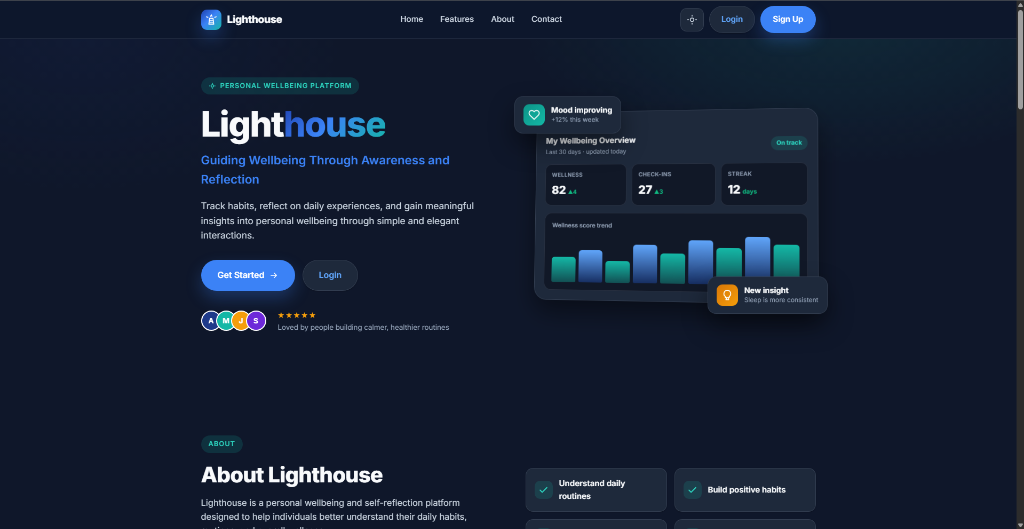 Lighthouse
Home Features About Contact
Login
Sign Up
PERSONAL WELLBEING PLATFORM
Lighthouse
Guiding Wellbeing Through Awareness and
Reflection
Track habits, reflect on daily experiences, and gain meaningful
insights into personal wellbeing through simple and elegant
interactions.
Get Started →
Login
A M J S
★★★★★
Loved by people building calmer, healthier routines
Mood improving
+12% this week
My Wellbeing Overview
Last 30 days · updated today
On track
WELLNESS
82 ▲4
CHECK-INS
27 ▲3
STREAK
12 days
Wellness score trend
New insight
Sleep is more consistent
ABOUT
About Lighthouse
Lighthouse is a personal wellbeing and self-reflection platform
designed to help individuals better understand their daily habits,
Understand daily
routines
Build positive habits